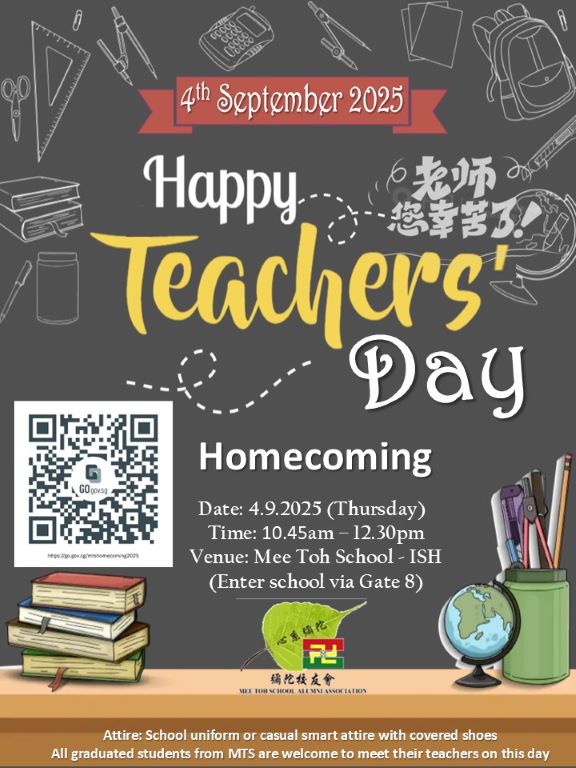 4th September 2025
Happy
老师
您幸苦了!
Teachers'
Day
GOgov.sg
https://go.gov.sg/mtshomecoming2025
Homecoming
Date: 4.9.2025 (Thursday)
Time: 10.45am – 12.30pm
Venue: Mee Toh School - ISH
(Enter school via Gate 8)
心系彌陀
彌陀校友會
MEE TOH SCHOOL ALUMNI ASSOCIATION
Attire: School uniform or casual smart attire with covered shoes
All graduated students from MTS are welcome to meet their teachers on this day